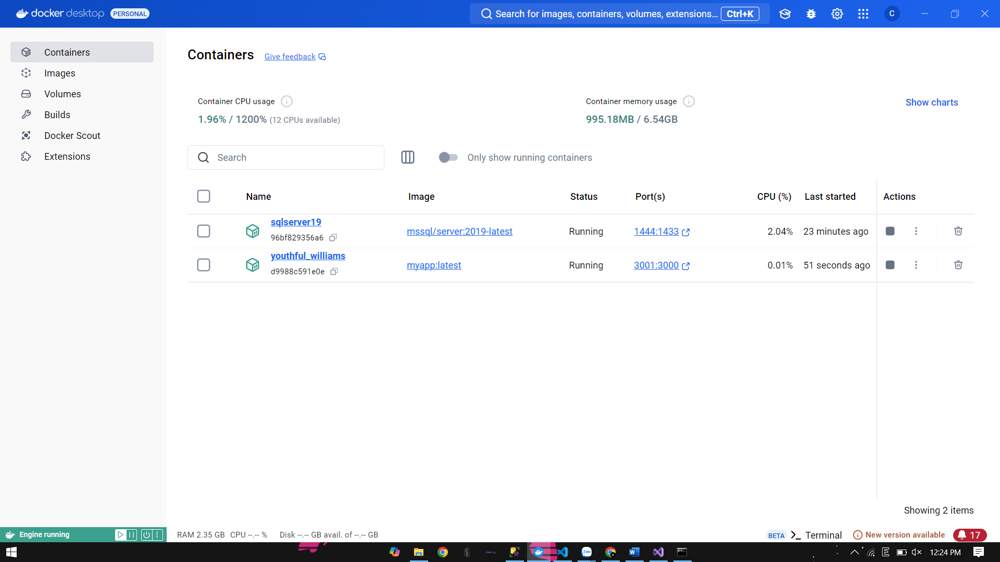 docker desktop PERSONAL
Search for images, containers, volumes, extensions... Ctrl+K
C
Containers
Images
Volumes
Builds
Docker Scout
Extensions
Containers Give feedback
Container CPU usage
1.96% / 1200% (12 CPUs available)
Container memory usage
995.18MB / 6.54GB
Show charts
Search
Only show running containers
Name Image Status Port(s) CPU (%) Last started Actions
sqlserver19
96bf829356a6
mssql/server:2019-latest Running 1444:1433 2.04% 23 minutes ago
youthful_williams
d9988c591e0e
myapp:latest Running 3001:3000 0.01% 51 seconds ago
Showing 2 items
Engine running
RAM 2.35 GB CPU --.-- % Disk --.-- GB avail. of --.-- GB
BETA >_ Terminal
New version available
17
Zalo
E
12:24 PM